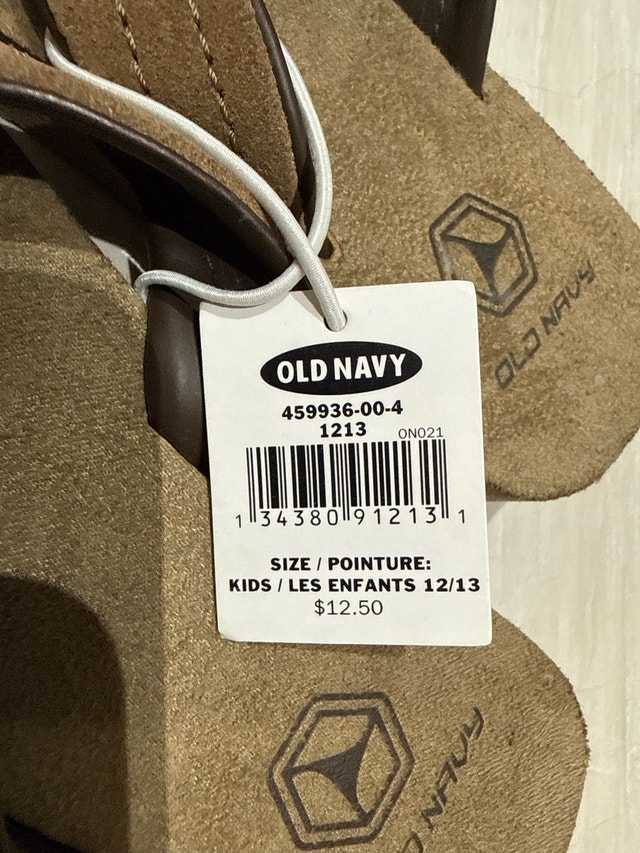 OLD NAVY
OLD NAVY
459936-00-4
1213 ON021
1 34380 91213 1
SIZE / POINTURE:
KIDS / LES ENFANTS 12/13
$12.50
NAVY